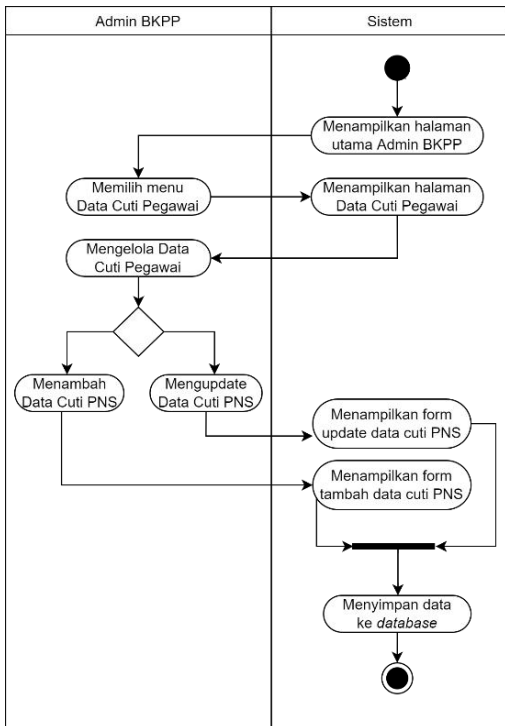 Admin BKPP
Sistem
Menampilkan halaman
utama Admin BKPP
Memilih menu
Data Cuti Pegawai
Menampilkan halaman
Data Cuti Pegawai
Mengelola Data
Cuti Pegawai
Menambah
Data Cuti PNS
Mengupdate
Data Cuti PNS
Menampilkan form
update data cuti PNS
Menampilkan form
tambah data cuti PNS
Menyimpan data
ke database